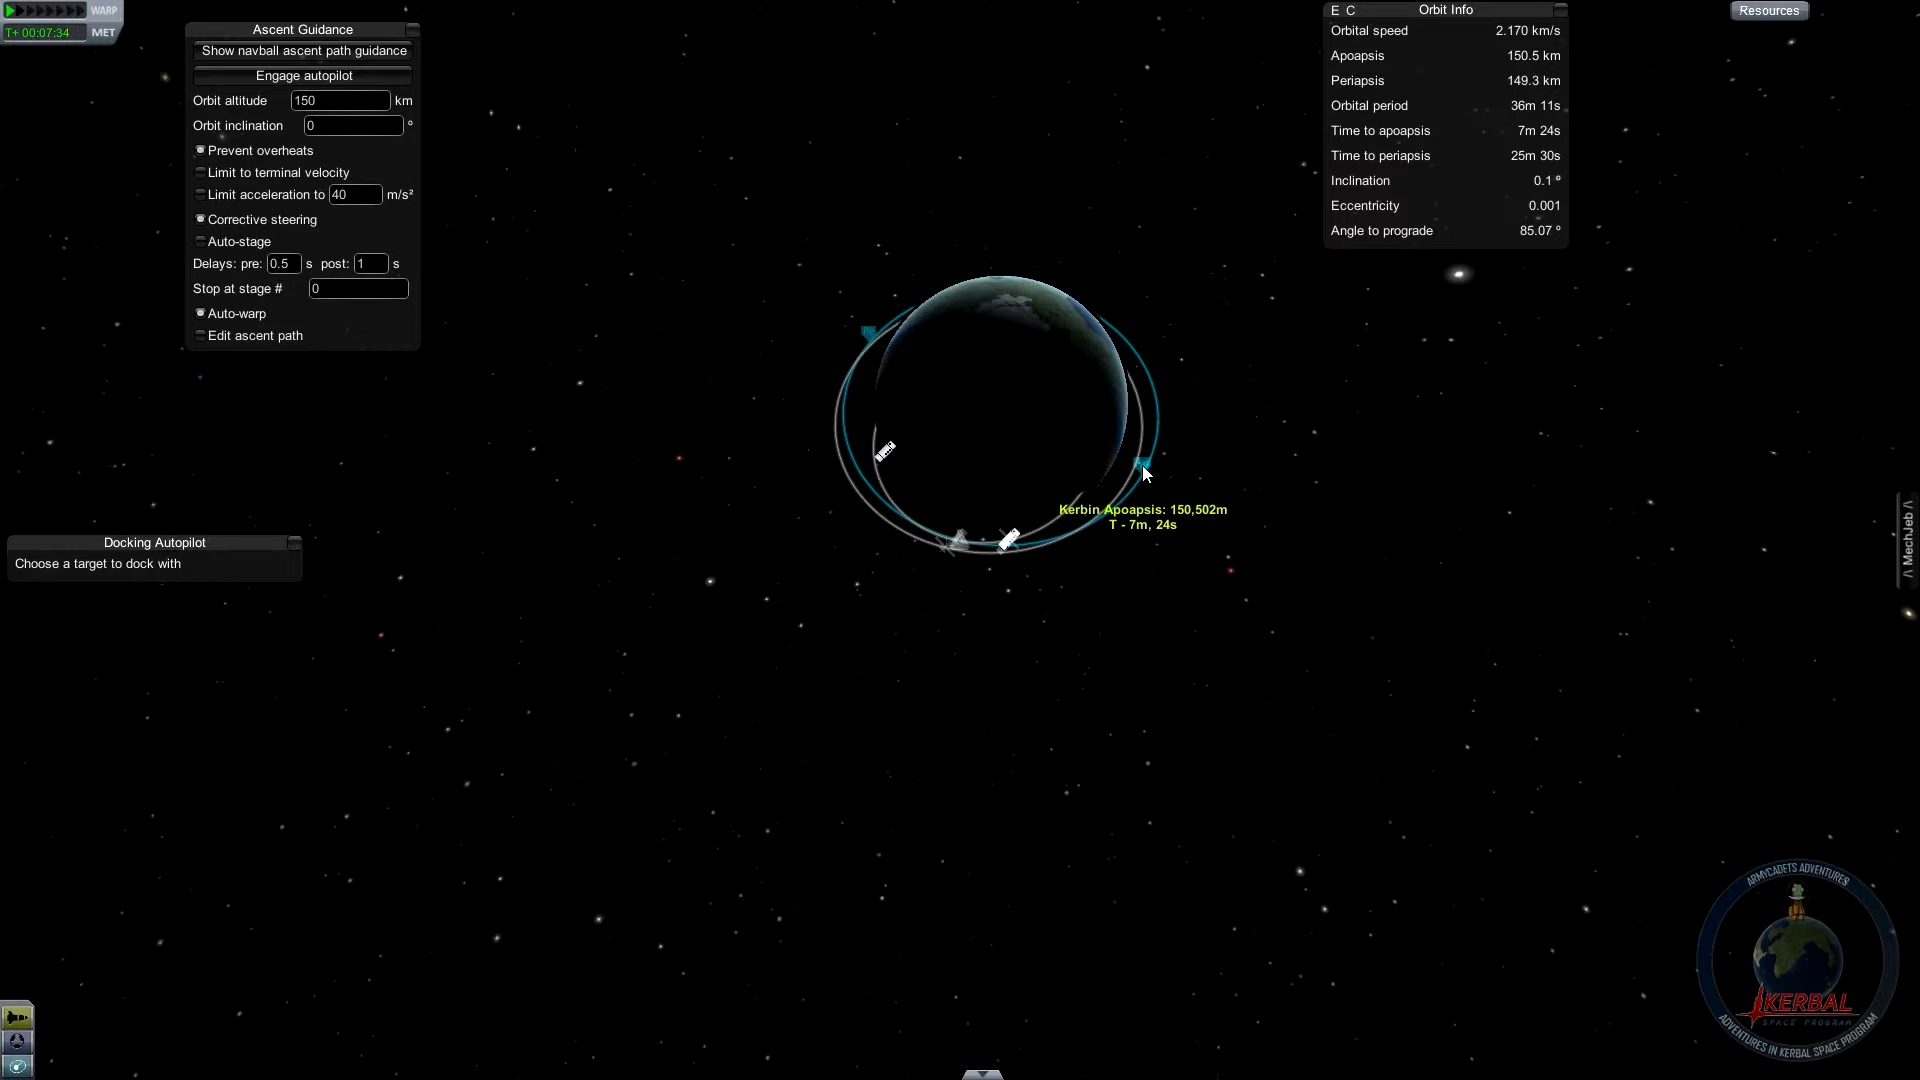 WARP
T+ 00:07:34 MET
Ascent Guidance
Show navball ascent path guidance
Engage autopilot
Orbit altitude 150 km
Orbit inclination 0 º
Prevent overheats
Limit to terminal velocity
Limit acceleration to 40 m/s²
Corrective steering
Auto-stage
Delays: pre: 0.5 s post: 1 s
Stop at stage # 0
Auto-warp
Edit ascent path
E C Orbit Info
Orbital speed 2.170 km/s
Apoapsis 150.5 km
Periapsis 149.3 km
Orbital period 36m 11s
Time to apoapsis 7m 24s
Time to periapsis 25m 30s
Inclination 0.1 º
Eccentricity 0.001
Angle to prograde 85.07 º
Resources
Kerbin Apoapsis: 150,502m
T - 7m, 24s
Docking Autopilot
Choose a target to dock with
/\ MechJeb /\
ARMYCADETS ADVENTURES
KERBAL
SPACE PROGRAM
ADVENTURES IN KERBAL SPACE PROGRAM